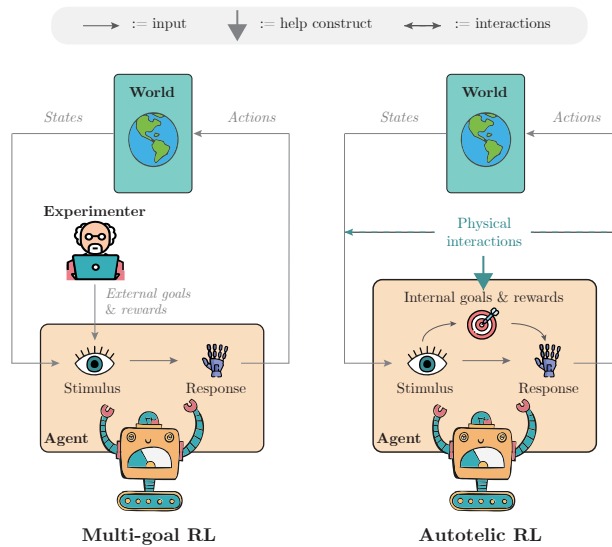 := input
:= help construct
:= interactions
World
States
Actions
Experimenter
External goals
& rewards
Stimulus
Response
Agent
Multi-goal RL
World
States
Actions
Physical
interactions
Internal goals & rewards
Stimulus
Response
Agent
Autotelic RL